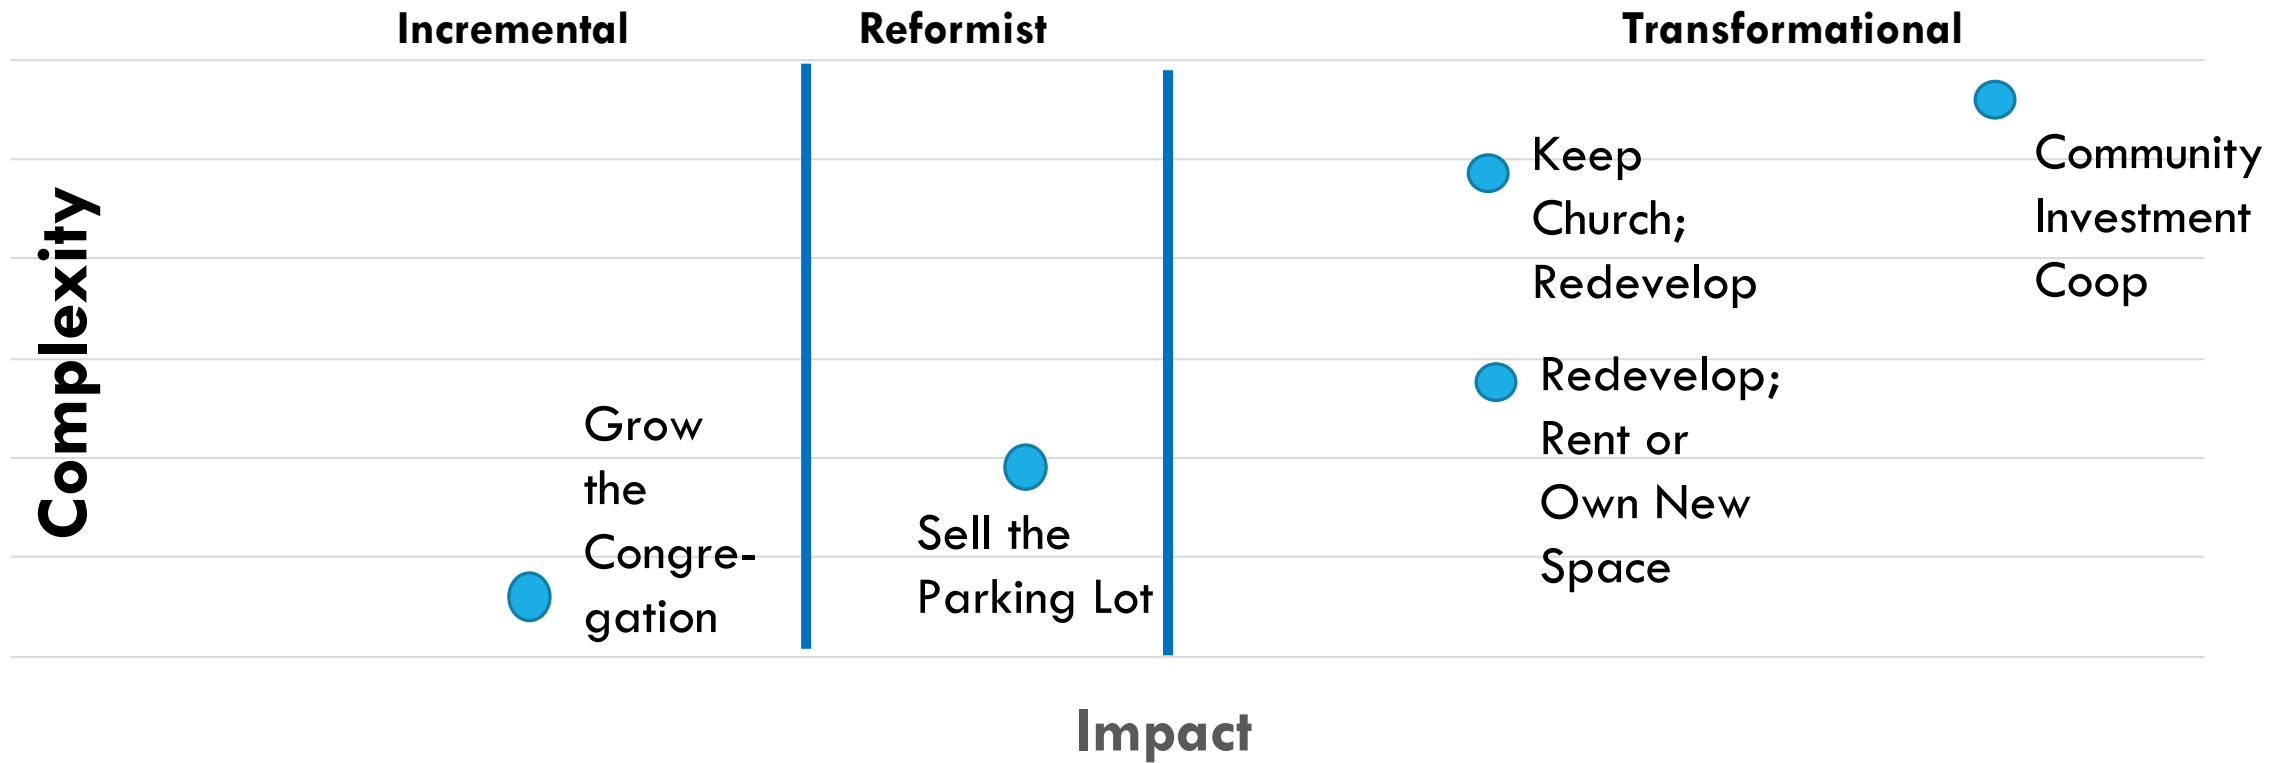 Incremental
Reformist
Transformational
Complexity
Grow
the
Congre-
gation
Sell the
Parking Lot
Keep
Church;
Redevelop
Redevelop;
Rent or
Own New
Space
Community
Investment
Coop
Impact